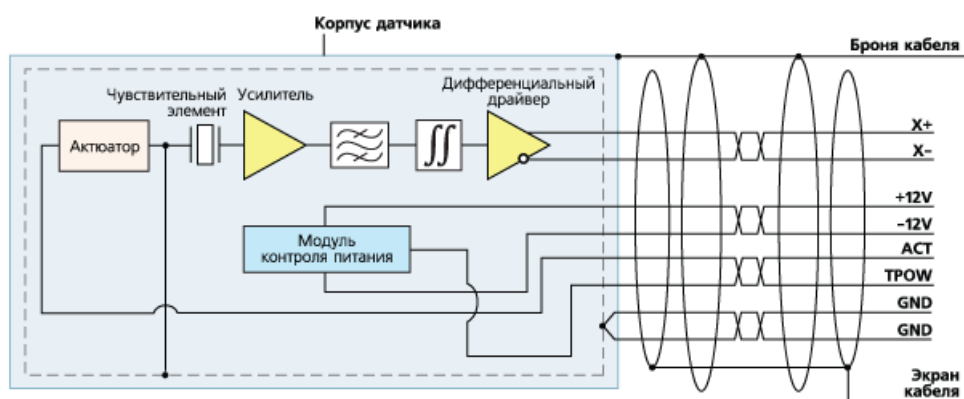 Корпус датчика
Броня кабеля
Чувствительный
элемент
Усилитель
Дифференциальный
драйвер
Актюатор
X+
X–
+12V
–12V
Модуль
контроля питания
ACT
TPOW
GND
GND
Экран
кабеля